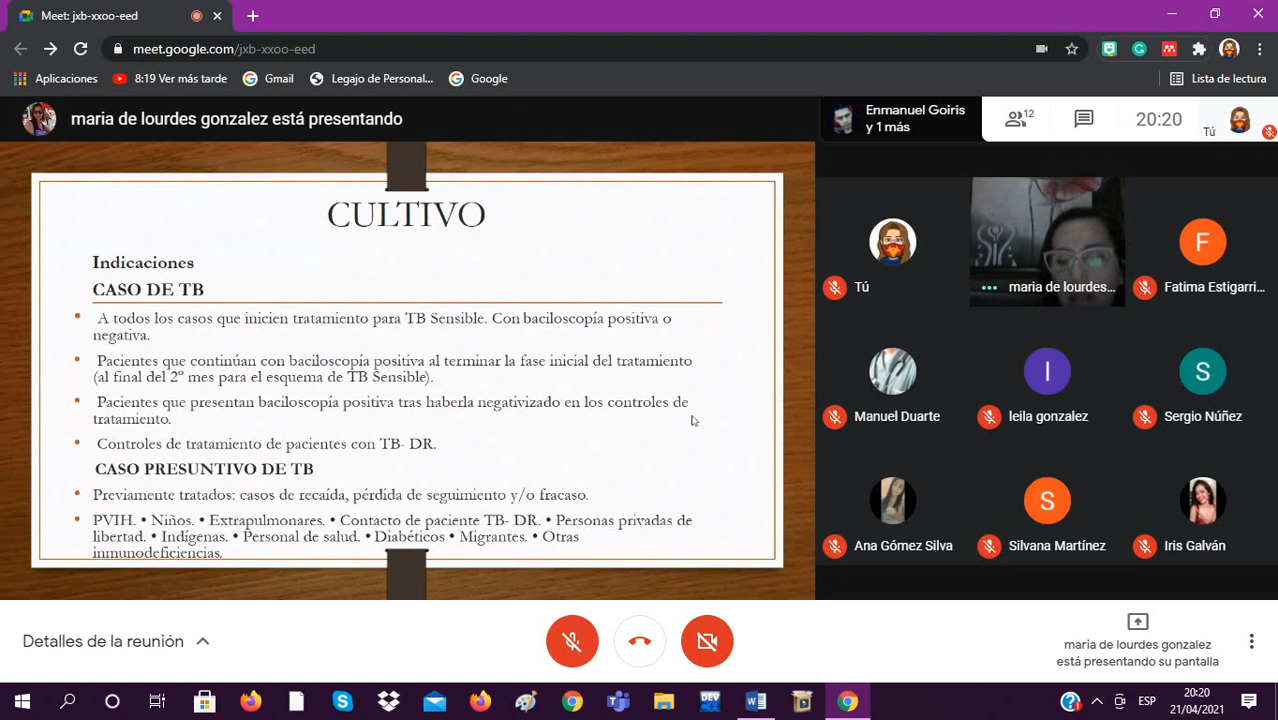 Meet: jxb-xxoo-eed
meet.google.com/jxb-xxoo-eed
Aplicaciones
8:19 Ver más tarde
Gmail
Legajo de Personal...
Google
Lista de lectura
maria de lourdes gonzalez está presentando
Enmanuel Goiris
y 1 más
12
20:20
Tú
CULTIVO
Indicaciones
CASO DE TB
• A todos los casos que inicien tratamiento para TB Sensible. Con baciloscopía positiva o
negativa.
• Pacientes que continúan con baciloscopía positiva al terminar la fase inicial del tratamiento
(al final del 2º mes para el esquema de TB Sensible).
• Pacientes que presentan baciloscopía positiva tras haberla negativizado en los controles de
tratamiento.
• Controles de tratamiento de pacientes con TB- DR.
CASO PRESUNTIVO DE TB
• Previamente tratados: casos de recaída, pérdida de seguimiento y/o fracaso.
• PVIH. • Niños. • Extrapulmonares. • Contacto de paciente TB- DR. • Personas privadas de
libertad. • Indígenas. • Personal de salud. • Diabéticos • Migrantes. • Otras
inmunodeficiencias.
Tú
maria de lourdes...
F
Fatima Estigarri...
Manuel Duarte
I
leila gonzalez
S
Sergio Núñez
Ana Gómez Silva
S
Silvana Martínez
Iris Galván
Detalles de la reunión
maria de lourdes gonzalez
está presentando su pantalla
DEV
ESP
20:20
21/04/2021